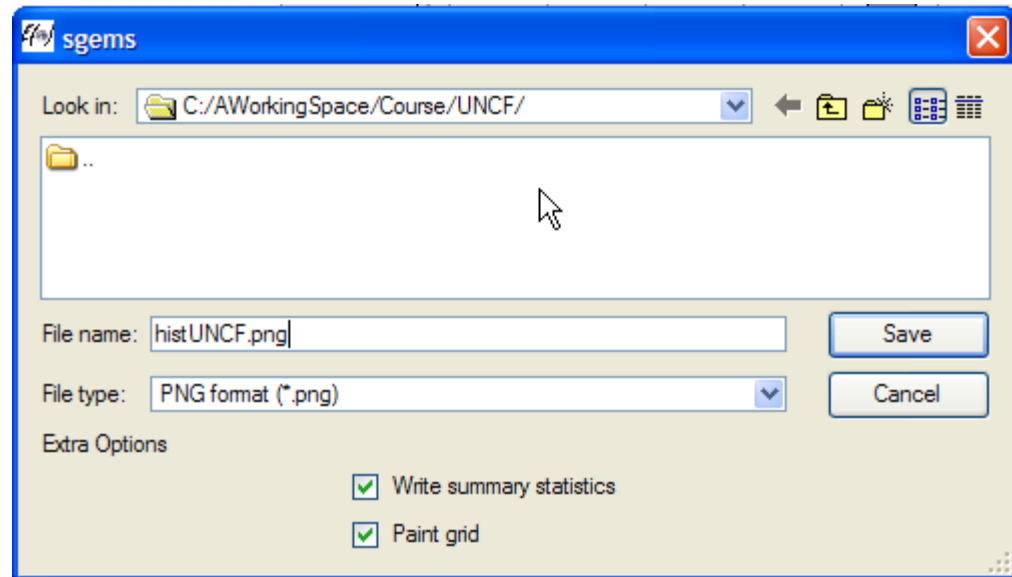 sgems
Look in: C:/AWorkingSpace/Course/UNCF/
..
File name: histUNCF.png Save
File type: PNG format (*.png) Cancel
Extra Options
Write summary statistics
Paint grid